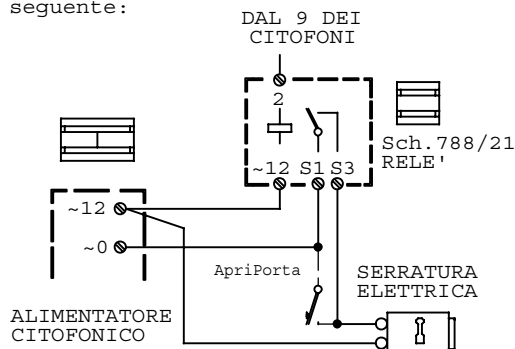 seguente:
DAL 9 DEI
CITOFONI
2
Sch.788/21
RELE'
~12 S1 S3
~12
~0
ApriPorta
SERRATURA
ELETTRICA
ALIMENTATORE
CITOFONICO